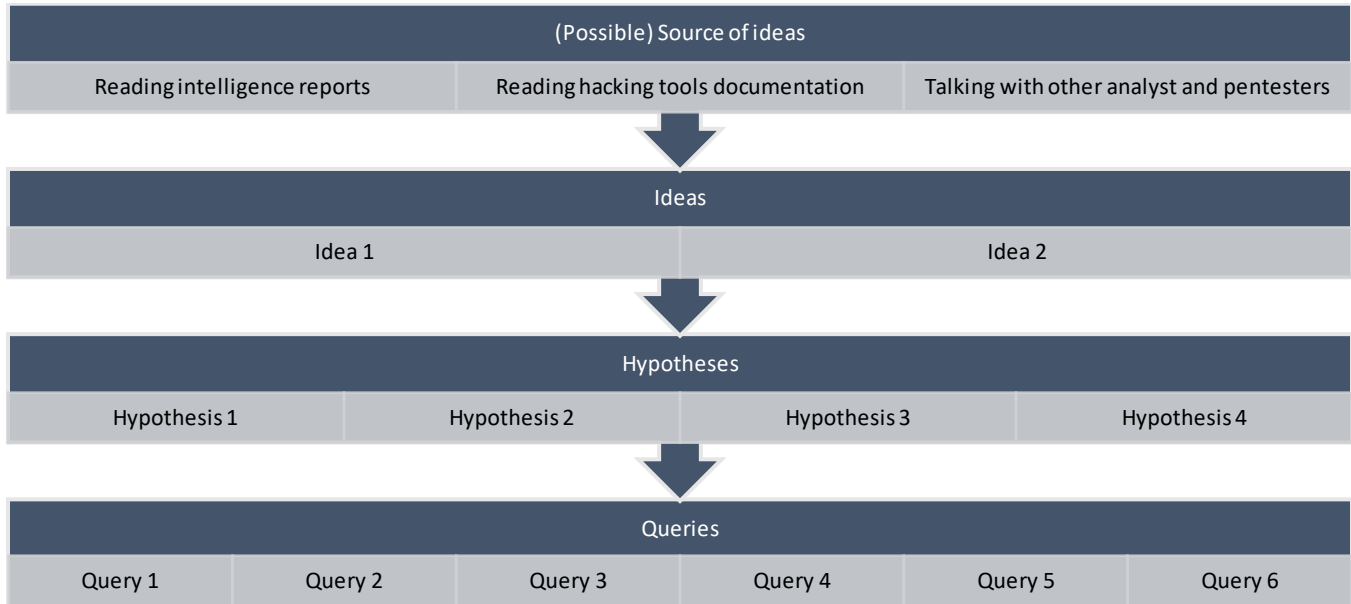 (Possible) Source of ideas
Reading intelligence reports
Reading hacking tools documentation
Talking with other analyst and pentesters
Ideas
Idea 1
Idea 2
Hypotheses
Hypothesis 1
Hypothesis 2
Hypothesis 3
Hypothesis 4
Queries
Query 1
Query 2
Query 3
Query 4
Query 5
Query 6